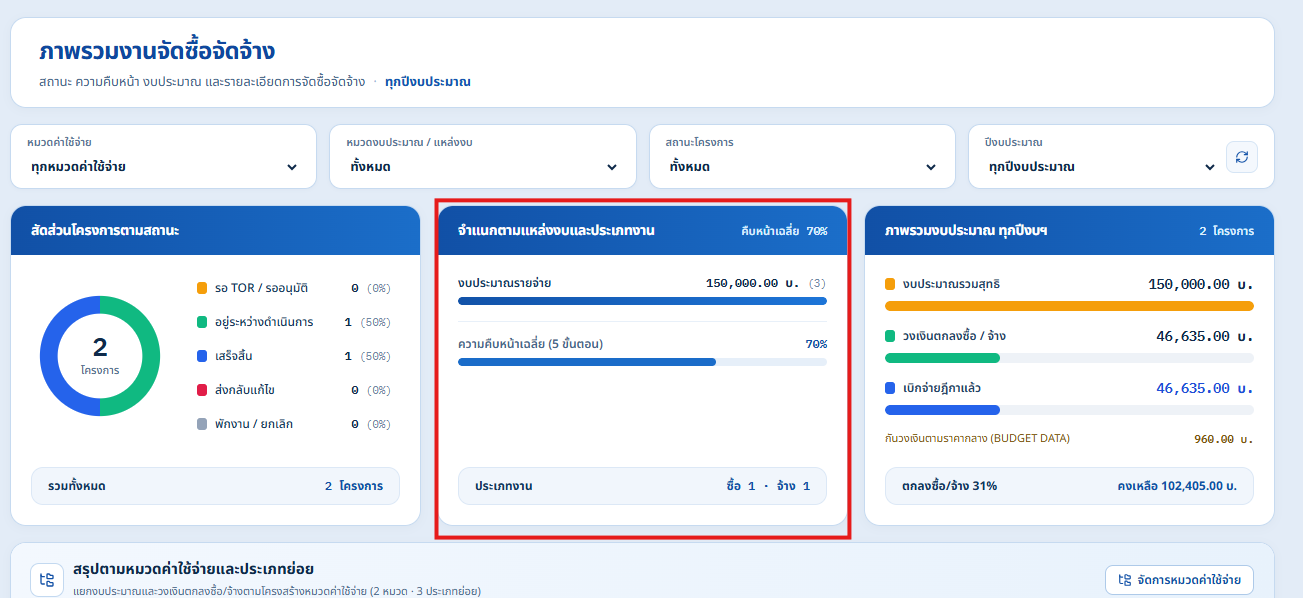 ภาพรวมงานจัดซื้อจัดจ้าง
สถานะ ความคืบหน้า งบประมาณ และรายละเอียดการจัดซื้อจัดจ้าง · ทุกปีงบประมาณ
หมวดค่าใช้จ่าย
ทุกหมวดค่าใช้จ่าย
หมวดงบประมาณ / แหล่งงบ
ทั้งหมด
สถานะโครงการ
ทั้งหมด
ปีงบประมาณ
ทุกปีงบประมาณ
สัดส่วนโครงการตามสถานะ
2
โครงการ
รอ TOR / รออนุมัติ 0 (0%)
อยู่ระหว่างดำเนินการ 1 (50%)
เสร็จสิ้น 1 (50%)
ส่งกลับแก้ไข 0 (0%)
พักงาน / ยกเลิก 0 (0%)
รวมทั้งหมด 2 โครงการ
จำแนกตามแหล่งงบและประเภทงาน คืบหน้าเฉลี่ย 70%
งบประมาณรายจ่าย 150,000.00 บ. (3)
ความคืบหน้าเฉลี่ย (5 ขั้นตอน) 70%
ประเภทงาน ซื้อ 1 · จ้าง 1
ภาพรวมงบประมาณ ทุกปีงบฯ 2 โครงการ
งบประมาณรวมสุทธิ 150,000.00 บ.
วงเงินตกลงซื้อ / จ้าง 46,635.00 บ.
เบิกจ่ายฎีกาแล้ว 46,635.00 บ.
กันวงเงินตามราคากลาง (BUDGET DATA) 960.00 บ.
ตกลงซื้อ/จ้าง 31% คงเหลือ 102,405.00 บ.
สรุปตามหมวดค่าใช้จ่ายและประเภทย่อย
แยกงบประมาณและวงเงินตกลงซื้อ/จ้างตามโครงสร้างหมวดค่าใช้จ่าย (2 หมวด · 3 ประเภทย่อย)
จัดการหมวดค่าใช้จ่าย